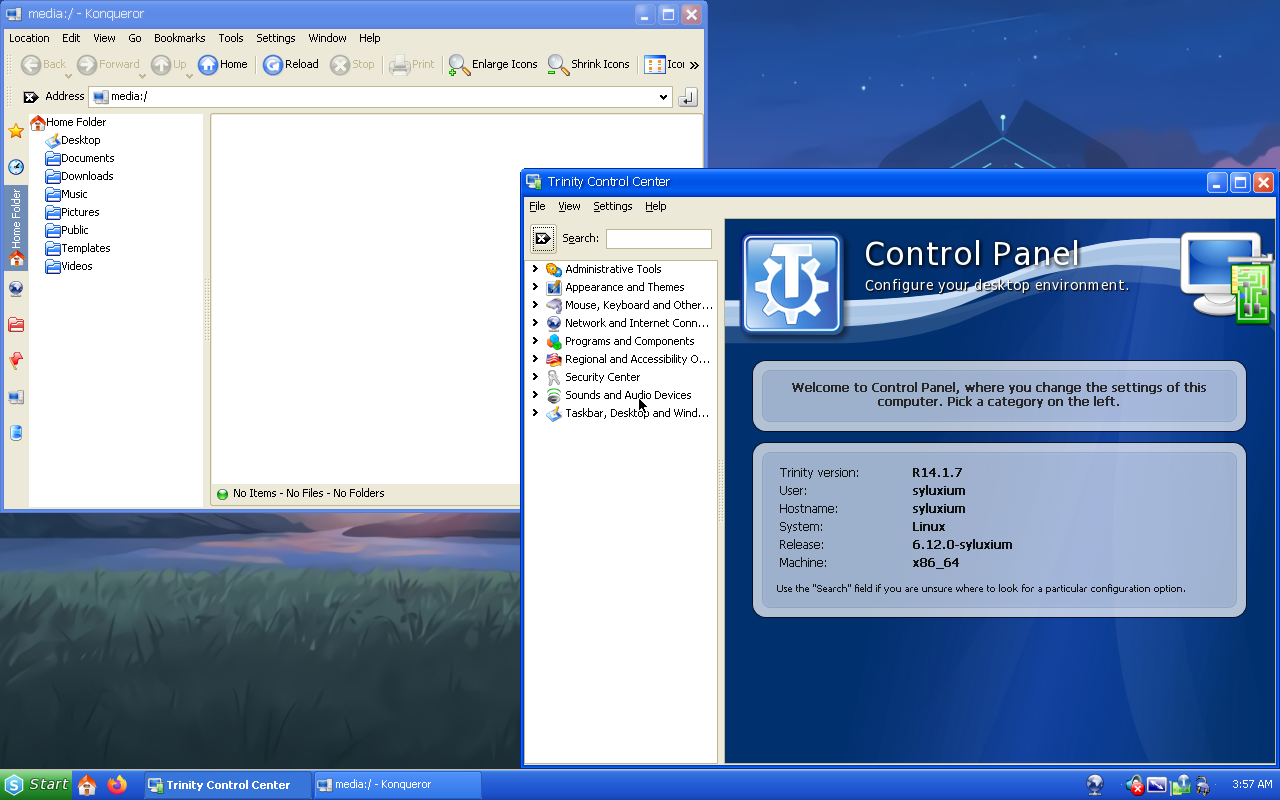 media:/ - Konqueror
Location Edit View Go Bookmarks Tools Settings Window Help
Back Forward Up Home Reload Stop Print Enlarge Icons Shrink Icons Icon »
Address media:/
Home Folder
Desktop
Documents
Downloads
Music
Pictures
Public
Templates
Videos
Home Folder
No Items - No Files - No Folders
Trinity Control Center
File View Settings Help
Search:
Administrative Tools
Appearance and Themes
Mouse, Keyboard and Other...
Network and Internet Conn...
Programs and Components
Regional and Accessibility O...
Security Center
Sounds and Audio Devices
Taskbar, Desktop and Wind...
Control Panel
Configure your desktop environment.
Welcome to Control Panel, where you change the settings of this
computer. Pick a category on the left.
Trinity version: R14.1.7
User: syluxium
Hostname: syluxium
System: Linux
Release: 6.12.0-syluxium
Machine: x86_64
Use the "Search" field if you are unsure where to look for a particular configuration option.
Start Trinity Control Center media:/ - Konqueror 3:57 AM